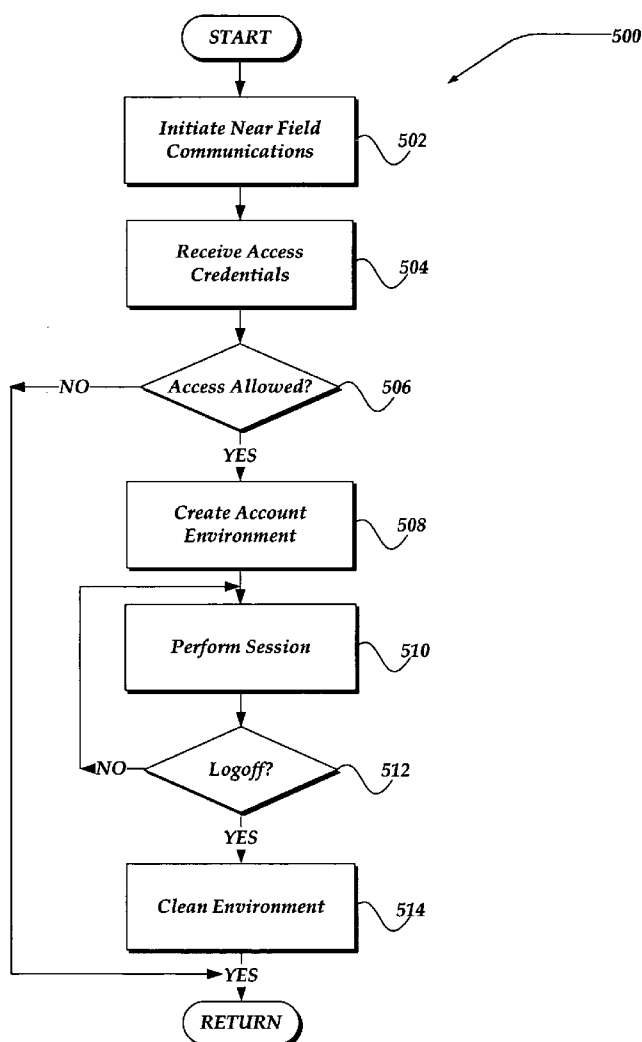 START
500
Initiate Near Field
Communications
502
Receive Access
Credentials
504
Access Allowed?
NO
506
YES
Create Account
Environment
508
Perform Session
510
Logoff?
NO
512
YES
Clean Environment
514
YES
RETURN